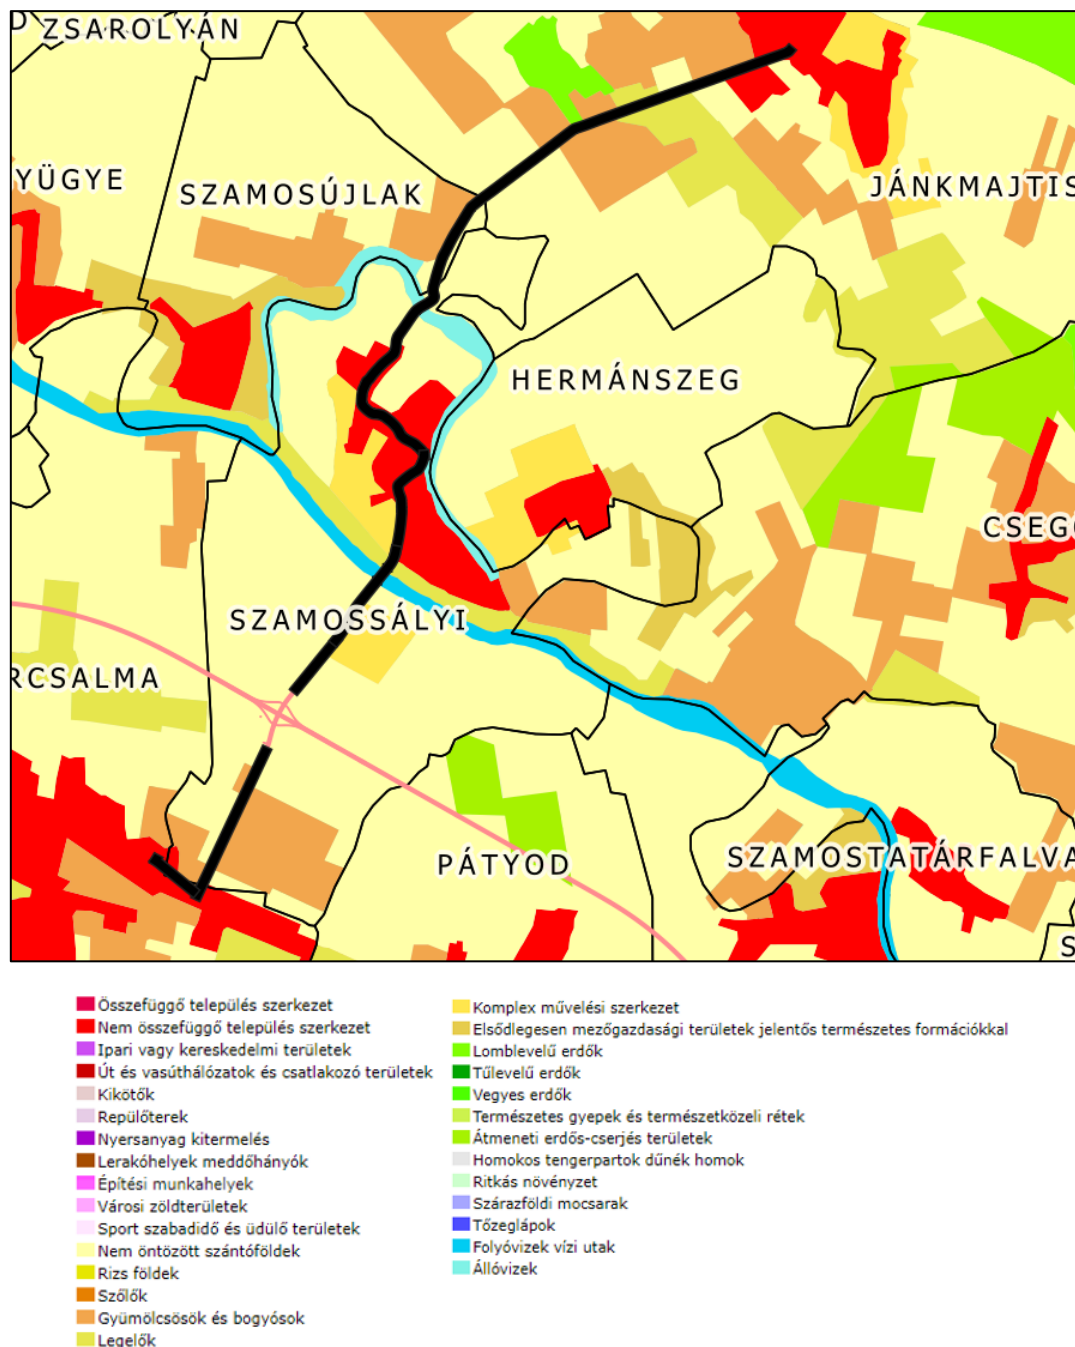 ZSAROLYÁN
YÜGYE
SZAMOSÚJLAK
JÁNKMAJTIS
HERMÁNSZEG
CSEGO
SZAMOSSÁLYI
RCSALMA
PÁTYOD
SZAMOSTATÁRFALVA
S
Összefüggő település szerkezet
Nem összefüggő település szerkezet
Ipari vagy kereskedelmi területek
Út és vasúthálózatok és csatlakozó területek
Kikötők
Repülőterek
Nyersanyag kitermelés
Lerakóhelyek meddőhányók
Építési munkahelyek
Városi zöldterületek
Sport szabadidő és üdülő területek
Nem öntözött szántóföldek
Rizs földek
Szőlők
Gyümölcsösök és bogyósok
Legelők
Komplex művelési szerkezet
Elsődlegesen mezőgazdasági területek jelentős természetes formációkkal
Lomblevelű erdők
Tűlevelű erdők
Vegyes erdők
Természetes gyepek és természetközeli rétek
Átmeneti erdős-cserjés területek
Homokos tengerpartok dűnék homok
Ritkás növényzet
Szárazföldi mocsarak
Tőzeglápok
Folyóvizek vízi utak
Állóvizek